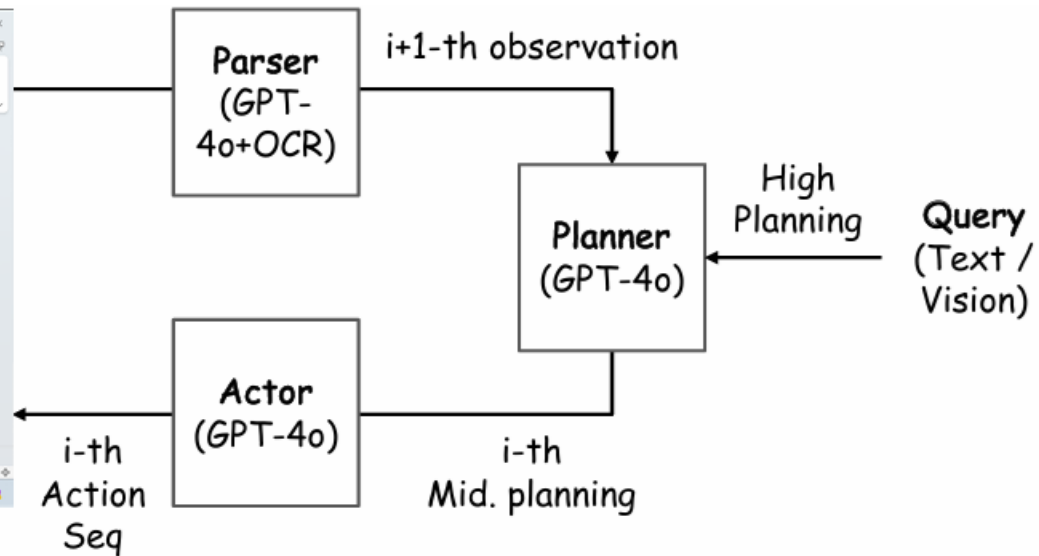 Parser
(GPT-
4o+OCR)
i+1-th observation
Planner
(GPT-4o)
High
Planning
Query
(Text /
Vision)
Actor
(GPT-4o)
i-th
Action
Seq
i-th
Mid. planning